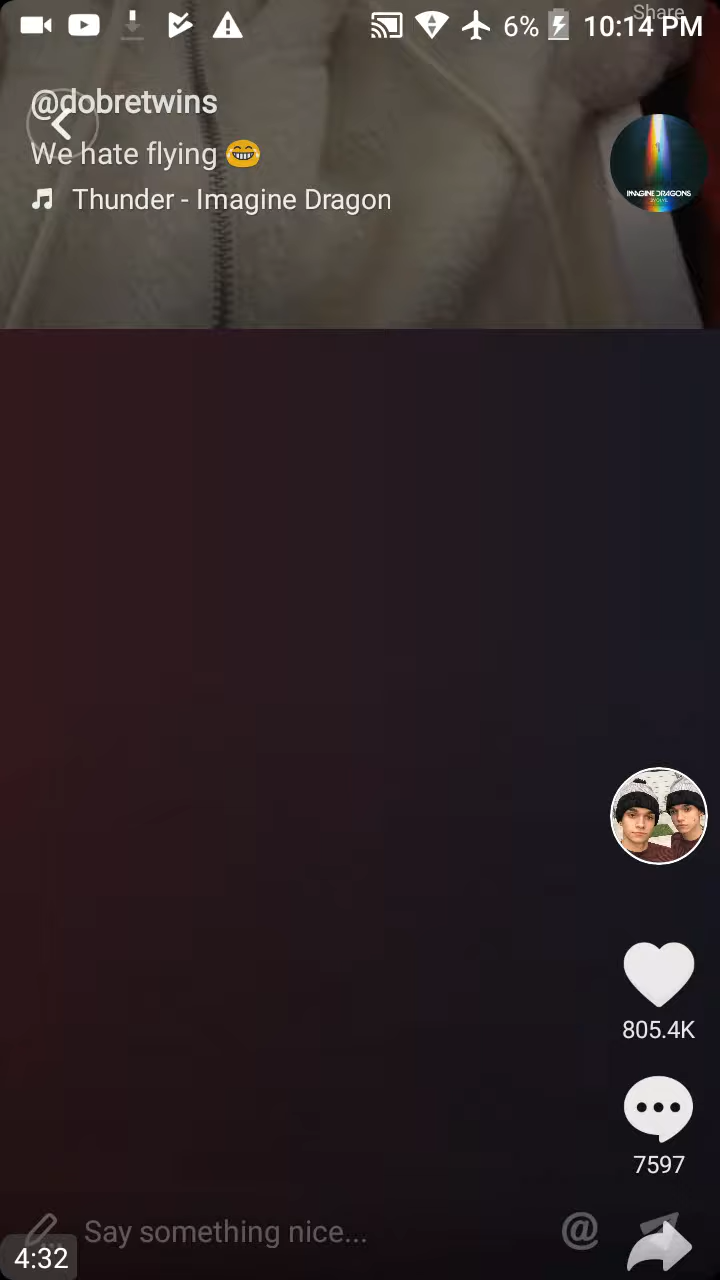 Share
6% 10:14 PM
@dobretwins
We hate flying 😂
Thunder - Imagine Dragon
IMAGINE DRAGONS
EVOLVE
805.4K
7597
Say something nice...
@
4:32